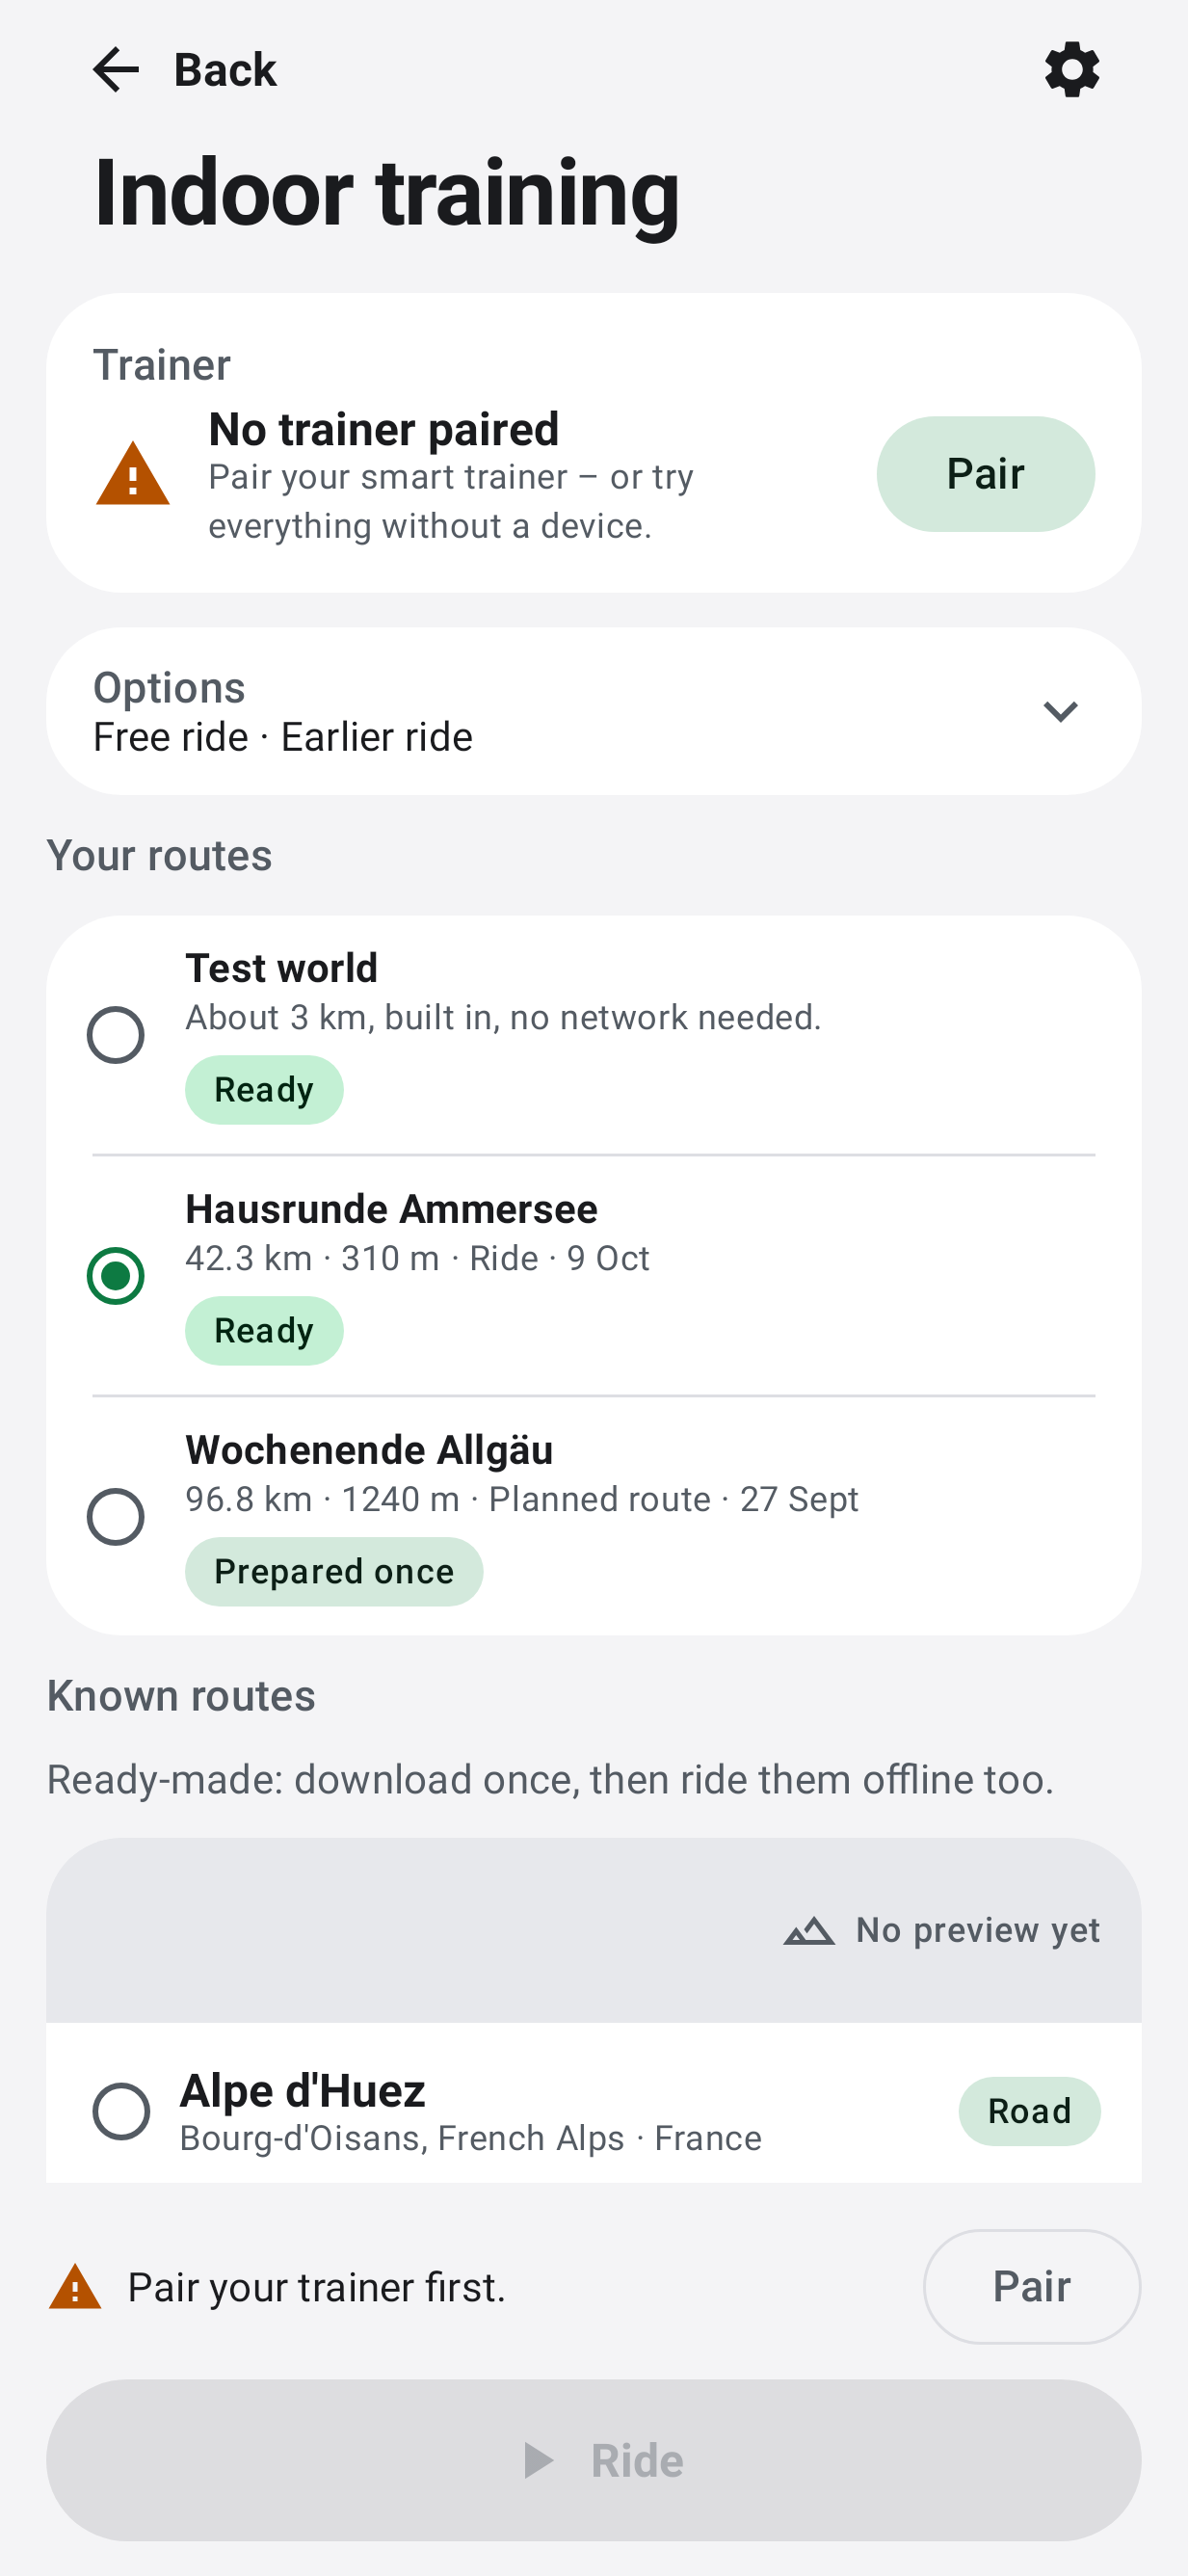 Back
Indoor training
Trainer
No trainer paired
Pair your smart trainer – or try
everything without a device.
Pair
Options
Free ride · Earlier ride
Your routes
Test world
About 3 km, built in, no network needed.
Ready
Hausrunde Ammersee
42.3 km · 310 m · Ride · 9 Oct
Ready
Wochenende Allgäu
96.8 km · 1240 m · Planned route · 27 Sept
Prepared once
Known routes
Ready-made: download once, then ride them offline too.
No preview yet
Alpe d'Huez
Bourg-d'Oisans, French Alps · France
Road
Pair your trainer first.
Pair
Ride